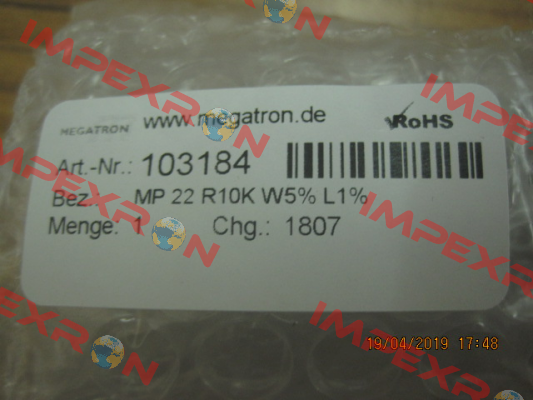 IMPEXRON
MEGATRON www.megatron.de RoHS
Art.-Nr.: 103184
Bez.: MP 22 R10K W5% L1%
Menge: 1 Chg.: 1807
IMPEXRON
IMPEXRON
IMPEXRON
19/04/2019 17:48